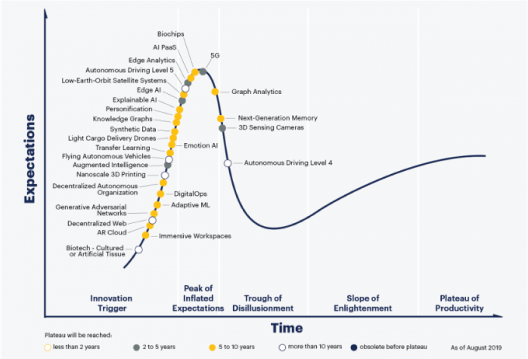 Biochips
AI PaaS
5G
Edge Analytics
Autonomous Driving Level 5
Low-Earth-Orbit Satellite Systems
Edge AI
Graph Analytics
Explainable AI
Personification
Knowledge Graphs
Next-Generation Memory
Synthetic Data
3D Sensing Cameras
Light Cargo Delivery Drones
Emotion AI
Transfer Learning
Flying Autonomous Vehicles
Autonomous Driving Level 4
Augmented Intelligence
Nanoscale 3D Printing
Decentralized Autonomous
Organization
DigitalOps
Adaptive ML
Generative Adversarial
Networks
Decentralized Web
AR Cloud
Immersive Workspaces
Biotech - Cultured
or Artificial Tissue
Expectations
Innovation
Trigger
Peak of
Inflated
Expectations
Trough of
Disillusionment
Slope of
Enlightenment
Plateau of
Productivity
Time
Plateau will be reached:
less than 2 years
2 to 5 years
5 to 10 years
more than 10 years
obsolete before plateau
As of August 2019